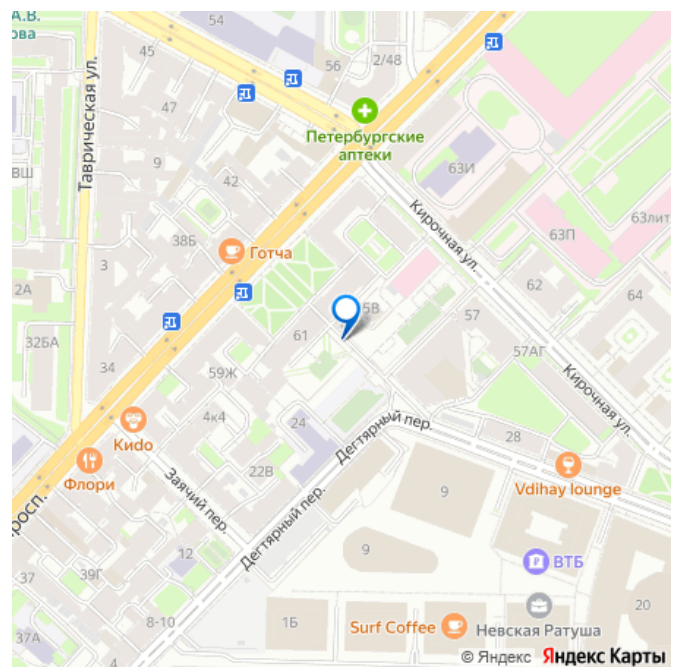 А.В.
ова
54
45
56
2/48
Таврическая ул.
47
Петербургские
аптеки
ВШ
9
63И
42
Кирочная ул.
63лит
38Б
Готча
63П
3
2А
62
64
5В
57
32БА
61
34
57АГ
59Ж
Кирочная ул.
4к4
Кидо
24
Дегтярный пер.
28
Флори
22В
Vdihay lounge
росп.
Заячий пер.
Дегтярный пер.
9
12
9
ВТБ
37
39Г
8-10
1Б
Surf Coffee
Невская Ратуша
20
37А
© Яндекс Яндекс Карты